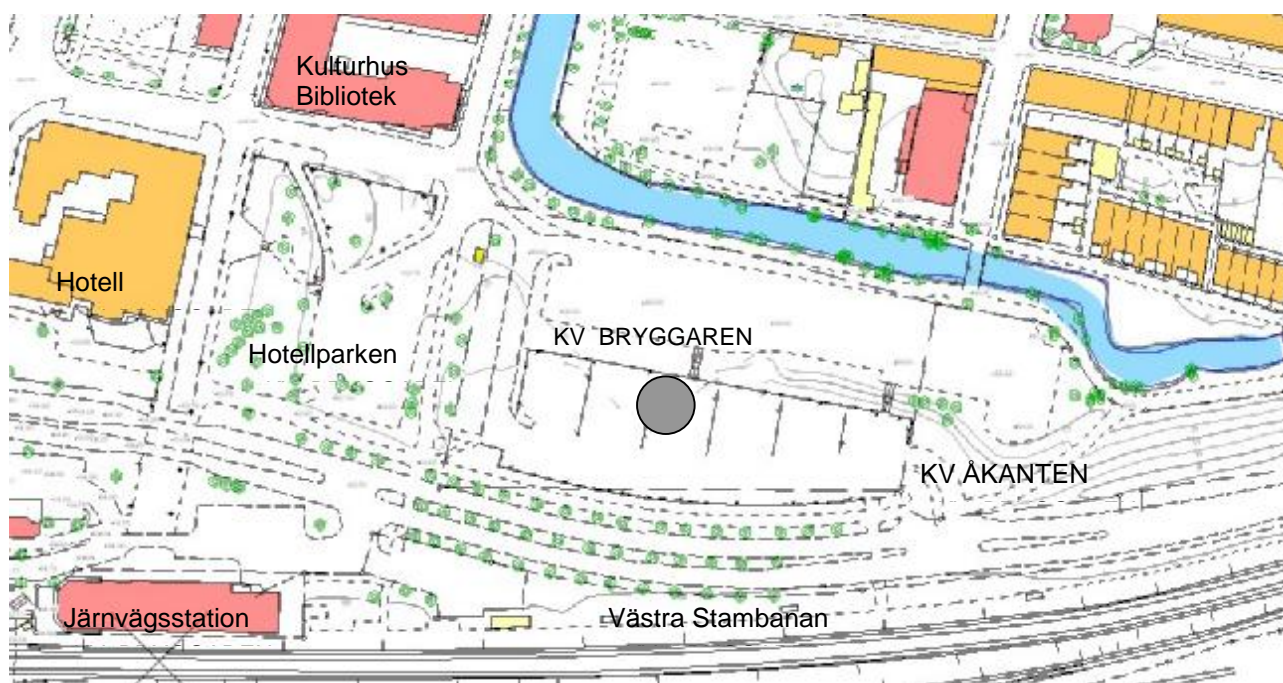 Kulturhus
Bibliotek
Hotell
Hotellparken
KV BRYGGAREN
KV ÅKANTEN
Järnvägsstation
Västra Stambanan